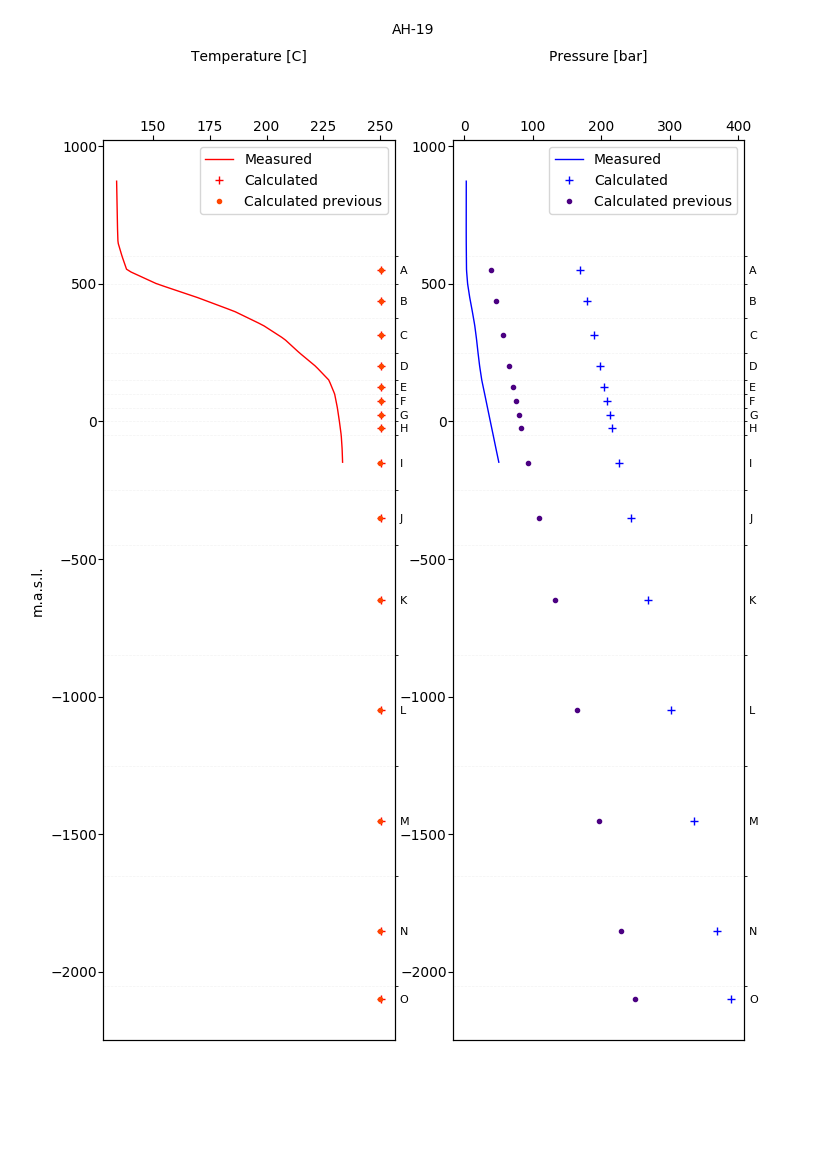 AH-19
Temperature [C]
Pressure [bar]
150 175 200 225 250
0 100 200 300 400
Measured
Calculated
Calculated previous
Measured
Calculated
Calculated previous
1000
500
0
−500
−1000
−1500
−2000
m.a.s.l.
A
B
C
D
E
F
G
H
I
J
K
L
M
N
O
1000
500
0
−500
−1000
−1500
−2000
A
B
C
D
E
F
G
H
I
J
K
L
M
N
O